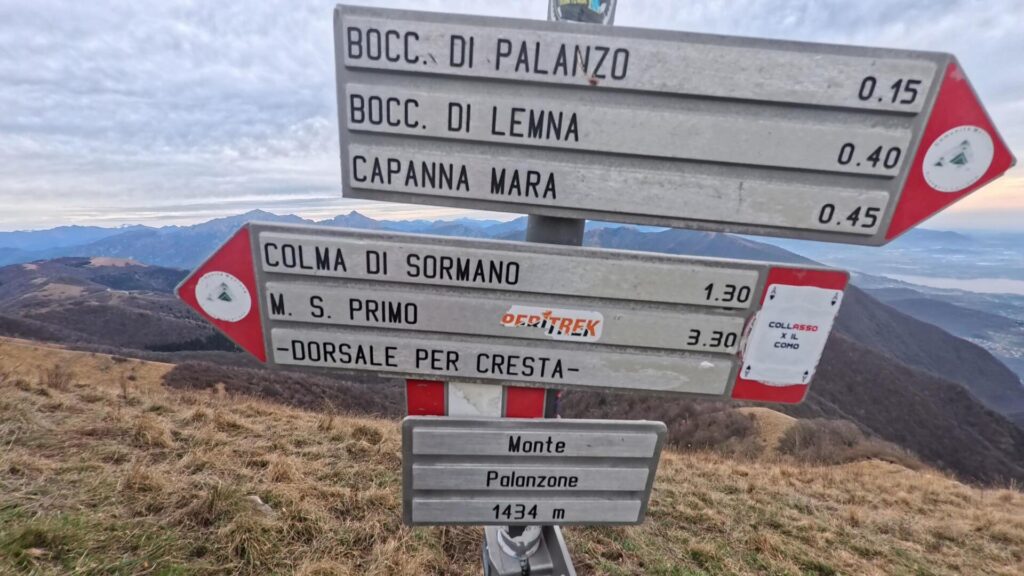 BOCC. DI PALANZO 0.15
BOCC. DI LEMNA 0.40
CAPANNA MARA 0.45
COLMA DI SORMANO 1.30
M. S. PRIMO 3.30
PERITREK
-DORSALE PER CRESTA-
COLLASSO
X IL
COMO
Monte
Palanzone
1434 m